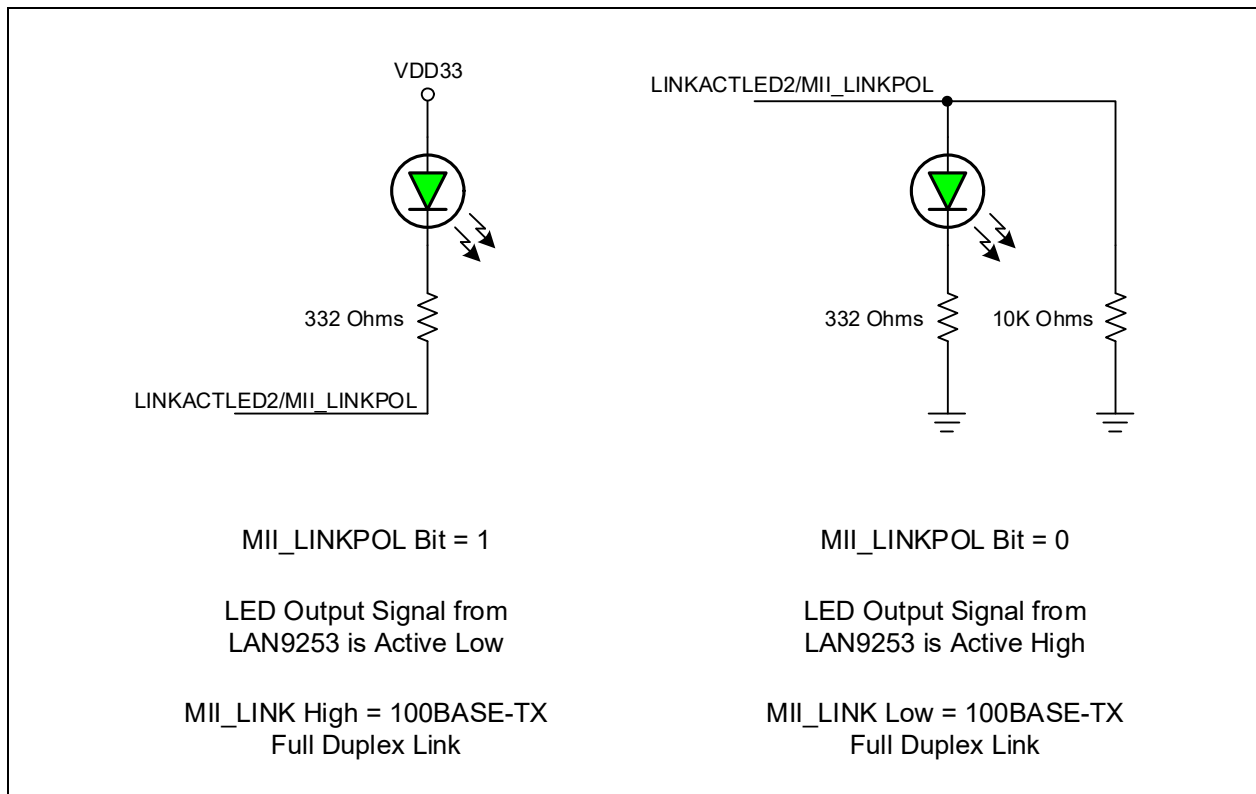 VDD33
332 Ohms
LINKACTLED2/MII_LINKPOL
MII_LINKPOL Bit = 1
LED Output Signal from
LAN9253 is Active Low
MII_LINK High = 100BASE-TX
Full Duplex Link
LINKACTLED2/MII_LINKPOL
332 Ohms
10K Ohms
MII_LINKPOL Bit = 0
LED Output Signal from
LAN9253 is Active High
MII_LINK Low = 100BASE-TX
Full Duplex Link